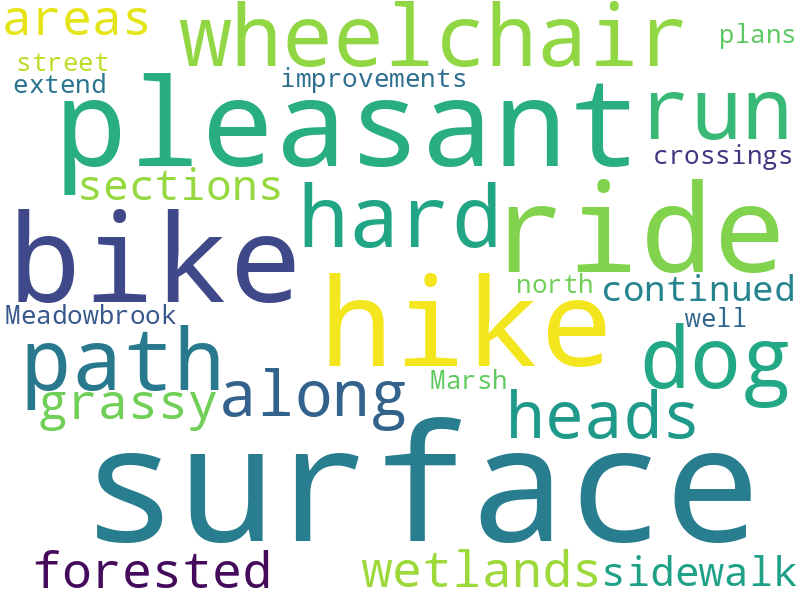 areas wheelchair plans
street
extend improvements
pleasant run
crossings
sections
hard ride
bike
north continued
hike
Meadowbrook well
path dog
along Marsh
grassy heads
surface
forested wetlands sidewalk